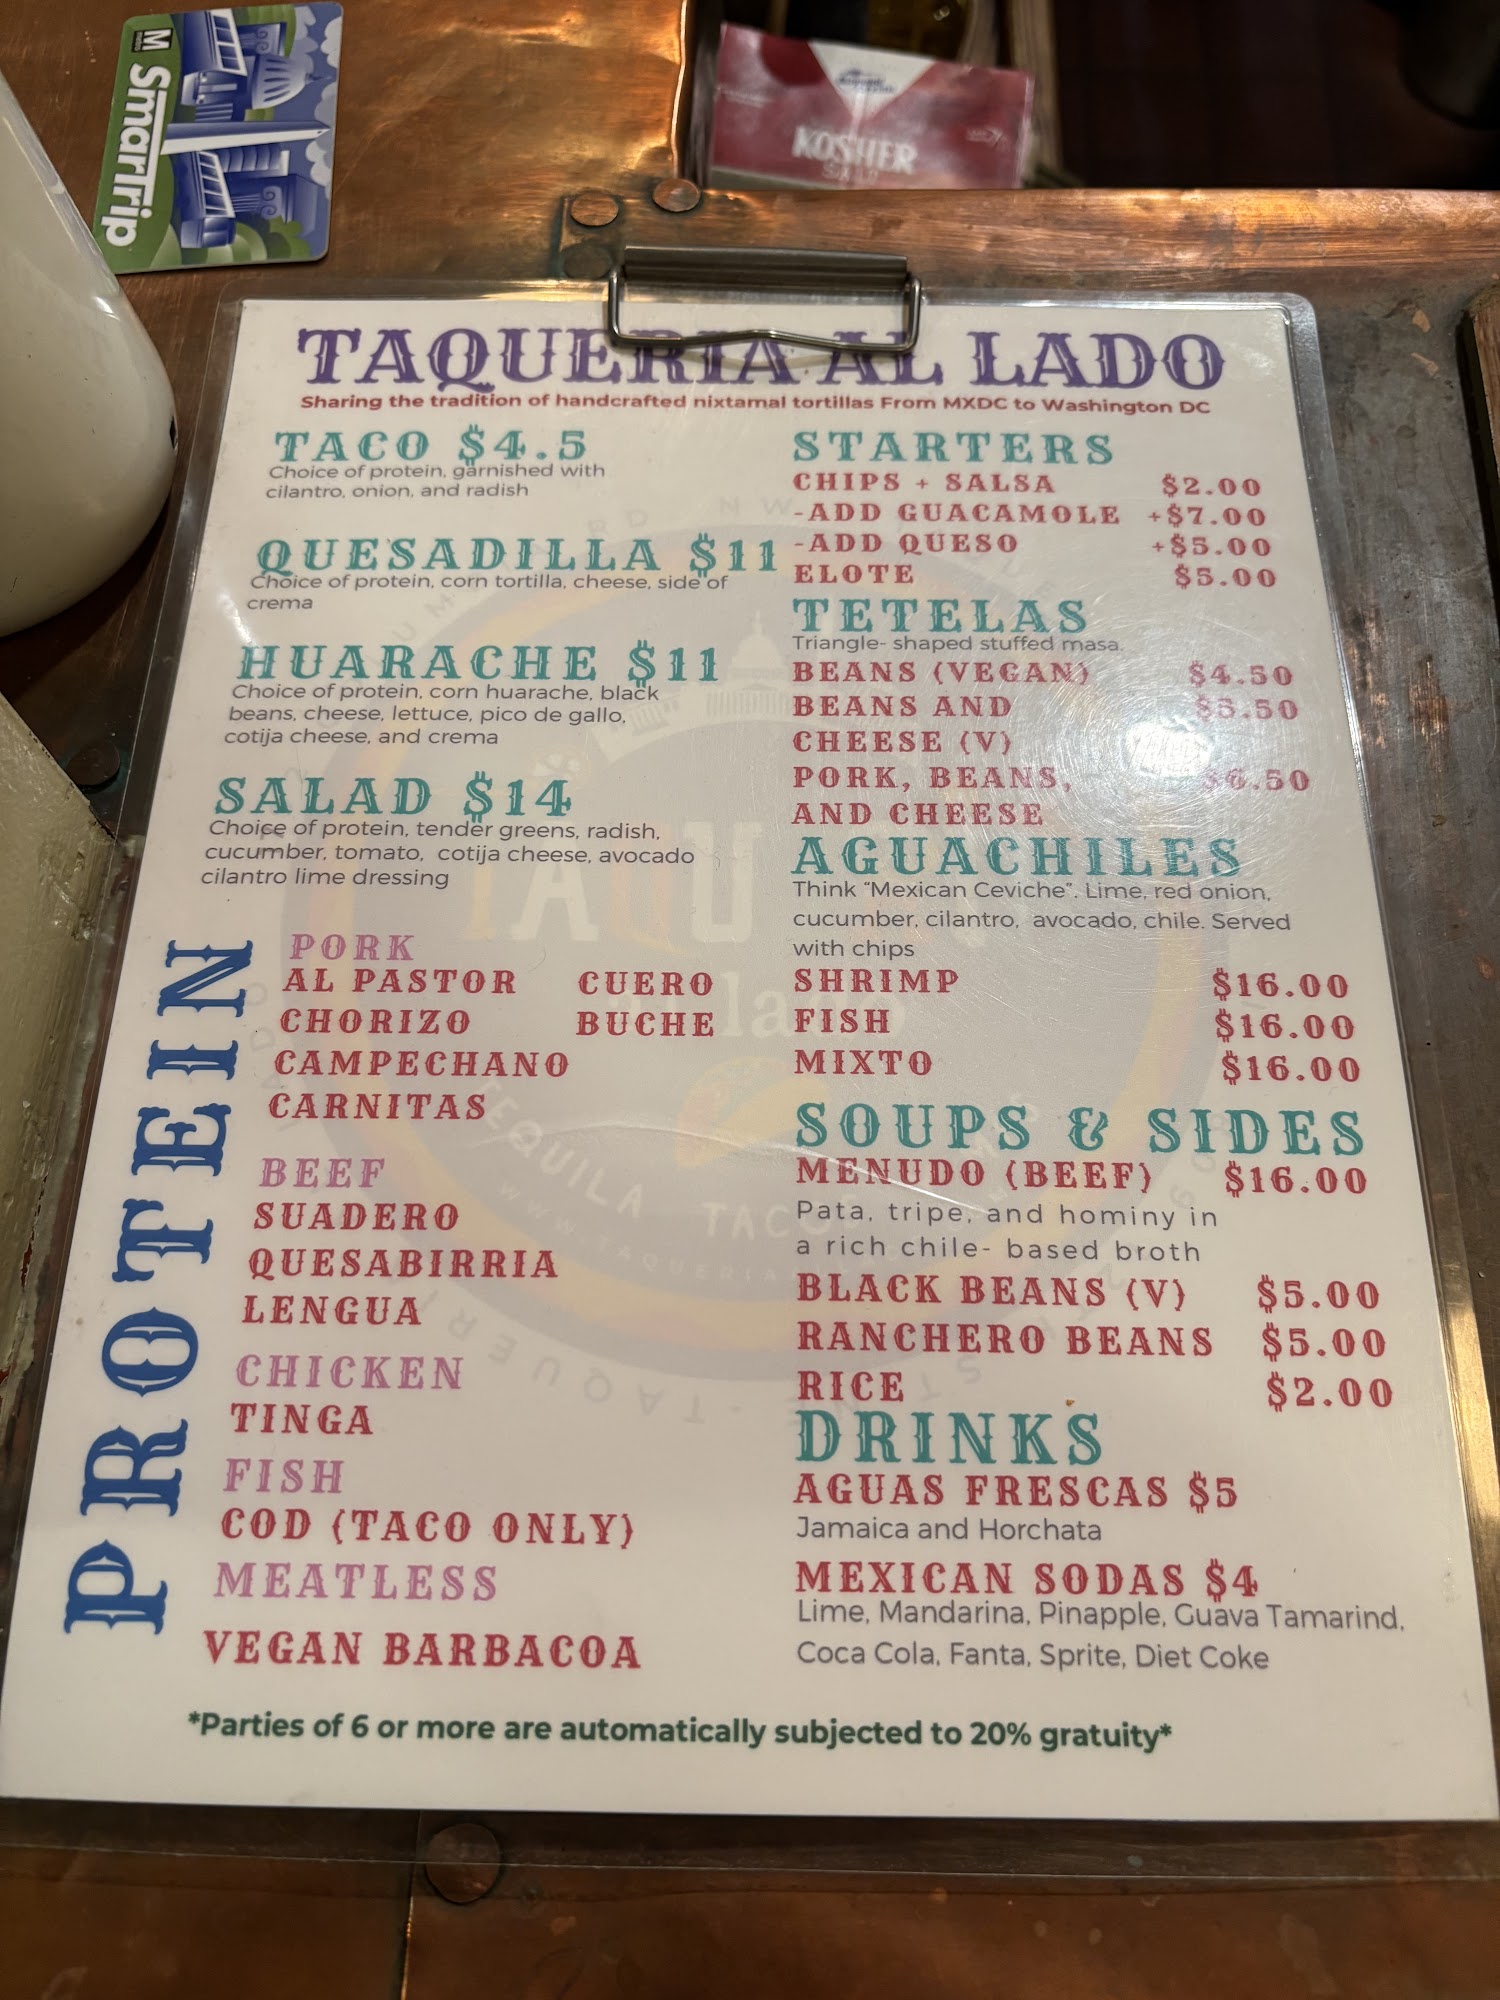 M
metro
SmarTrip
KOSHER
TAQUERIA AL LADO
Sharing the tradition of handcrafted nixtamal tortillas From MXDC to Washington DC
TACO $4.5
Choice of protein, garnished with
cilantro, onion, and radish
QUESADILLA $11
Choice of protein, corn tortilla, cheese, side of
crema
HUARACHE $11
Choice of protein, corn huarache, black
beans, cheese, lettuce, pico de gallo,
cotija cheese, and crema
SALAD $14
Choice of protein, tender greens, radish,
cucumber, tomato, cotija cheese, avocado
cilantro lime dressing
PROTEIN
PORK
AL PASTOR CUERO
CHORIZO BUCHE
CAMPECHANO
CARNITAS
BEEF
SUADERO
QUESABIRRIA
LENGUA
CHICKEN
TINGA
FISH
COD (TACO ONLY)
MEATLESS
VEGAN BARBACOA
STARTERS
CHIPS + SALSA $2.00
-ADD GUACAMOLE +$7.00
-ADD QUESO +$5.00
ELOTE $5.00
TETELAS
Triangle- shaped stuffed masa.
BEANS (VEGAN) $4.50
BEANS AND $5.50
CHEESE (V)
PORK, BEANS, $6.50
AND CHEESE
AGUACHILES
Think "Mexican Ceviche". Lime, red onion,
cucumber, cilantro, avocado, chile. Served
with chips
SHRIMP $16.00
FISH $16.00
MIXTO $16.00
SOUPS & SIDES
MENUDO (BEEF) $16.00
Pata, tripe, and hominy in
a rich chile- based broth
BLACK BEANS (V) $5.00
RANCHERO BEANS $5.00
RICE $2.00
DRINKS
AGUAS FRESCAS $5
Jamaica and Horchata
MEXICAN SODAS $4
Lime, Mandarina, Pinapple, Guava Tamarind,
Coca Cola, Fanta, Sprite, Diet Coke
*Parties of 6 or more are automatically subjected to 20% gratuity*